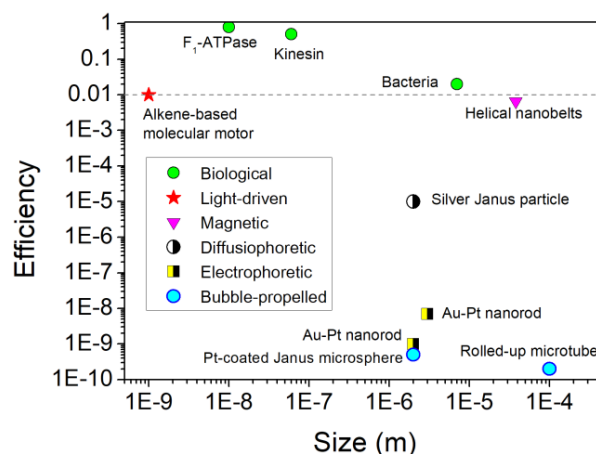 1
0.1
0.01
1E-3
1E-4
1E-5
1E-6
1E-7
1E-8
1E-9
1E-10
Efficiency
F₁-ATPase
Kinesin
Bacteria
Helical nanobelts
Alkene-based
molecular motor
Biological
Light-driven
Magnetic
Diffusiophoretic
Electrophoretic
Bubble-propelled
Silver Janus particle
Au-Pt nanorod
Au-Pt nanorod
Pt-coated Janus microsphere
Rolled-up microtube
1E-9
1E-8
1E-7
1E-6
1E-5
1E-4
Size (m)